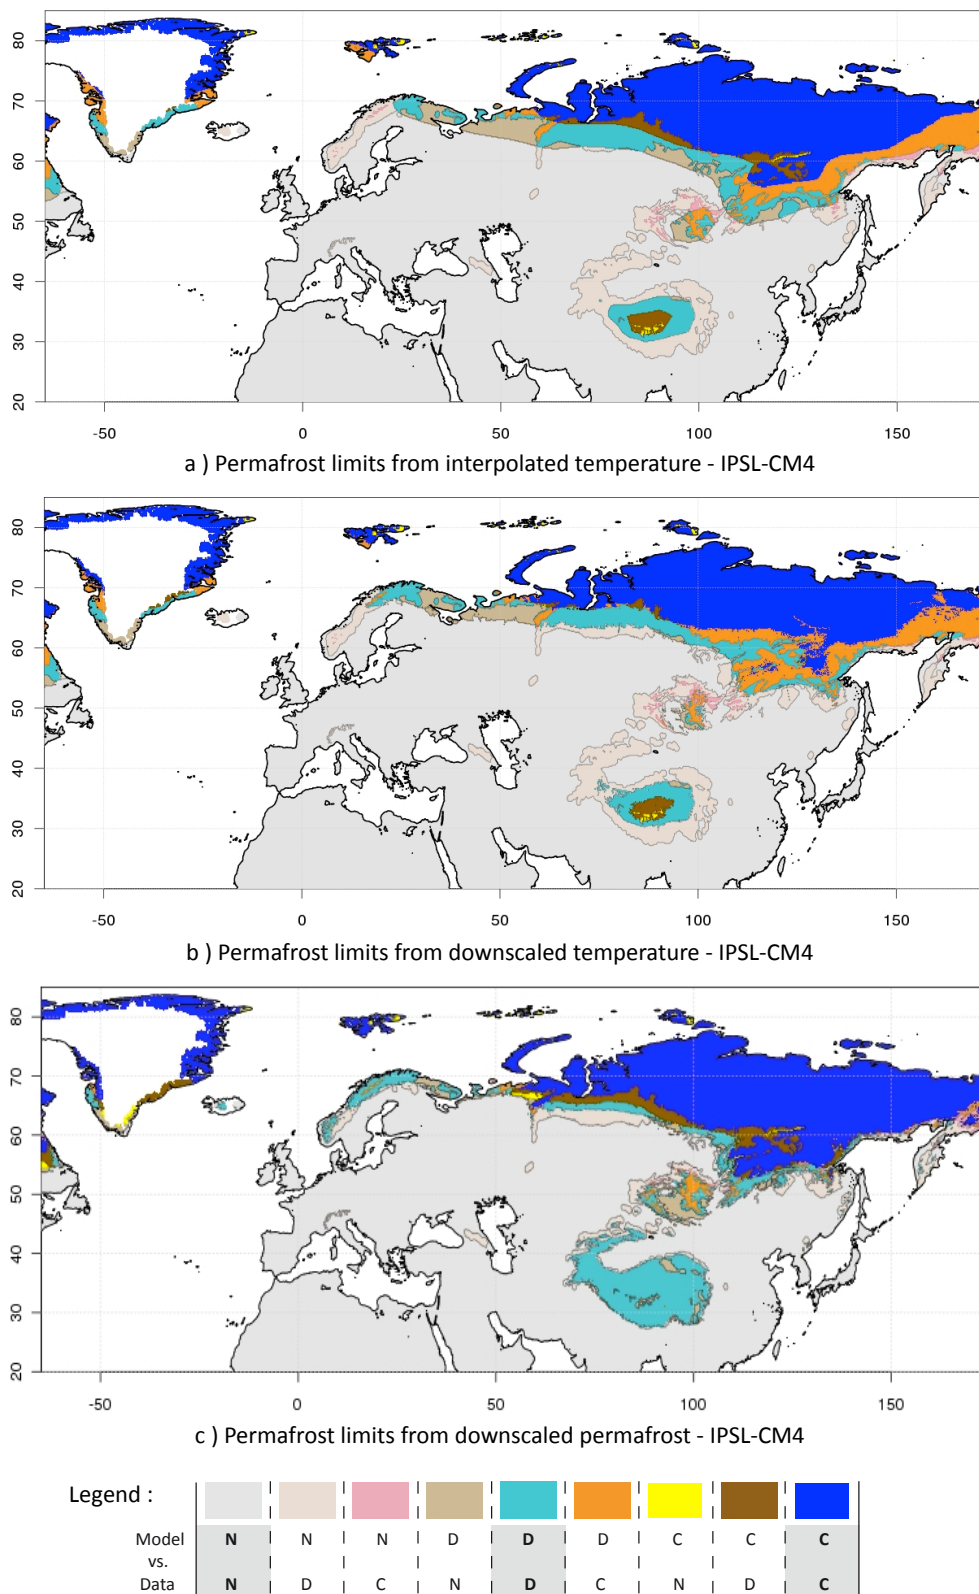 80
70
60
50
40
30
20
-50 0 50 100 150
a ) Permafrost limits from interpolated temperature - IPSL-CM4
80
70
60
50
40
30
20
-50 0 50 100 150
b ) Permafrost limits from downscaled temperature - IPSL-CM4
80
70
60
50
40
30
20
-50 0 50 100 150
c ) Permafrost limits from downscaled permafrost - IPSL-CM4
Legend :
Model N N N D D D C C C
vs.
Data N D C N D C N D C